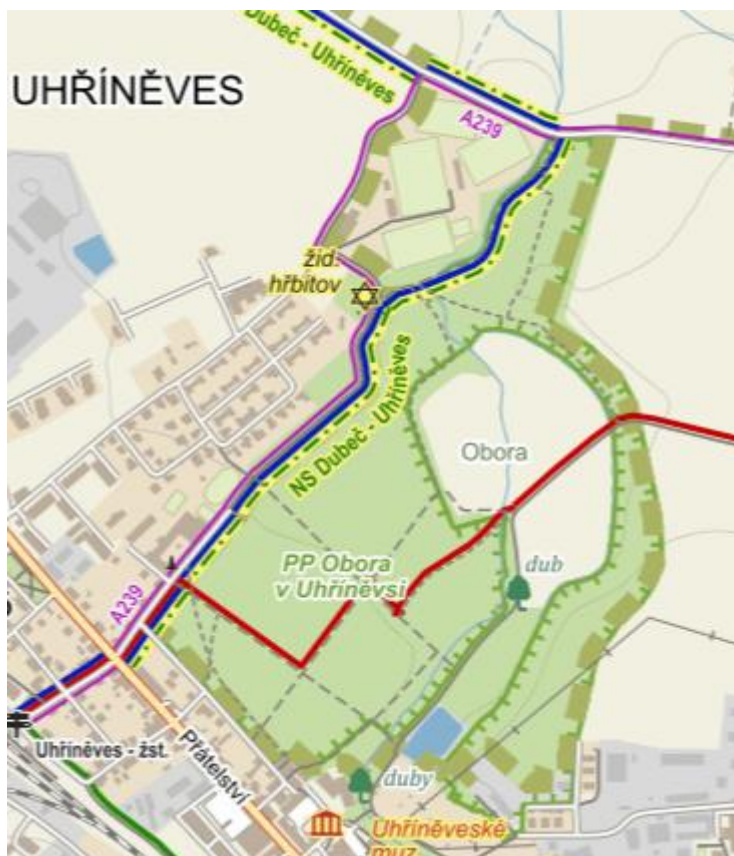 Dubeč - Uhříněves
UHŘÍNĚVES
A239
žid.
hřbitov
NS Dubeč - Uhříněves
Obora
PP Obora
v Uhříněvsi
dub
A239
Uhříněves - žst.
Přátelství
duby
Uhříněveské
muz.